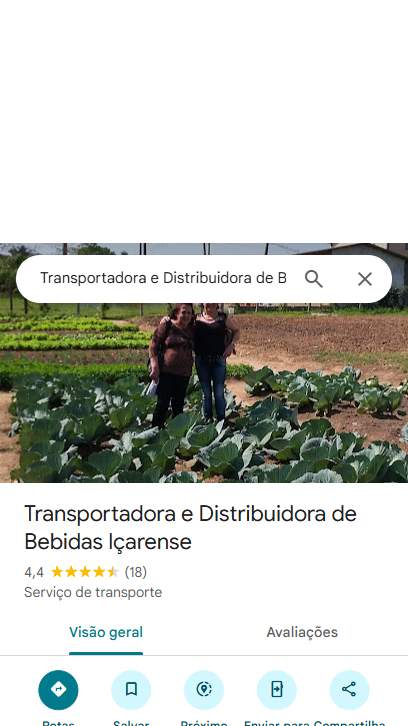 Transportadora e Distribuidora de B
Transportadora e Distribuidora de
Bebidas Içarense
4,4 (18)
Serviço de transporte
Visão geral Avaliações
Rotas Salvar Próximo Enviar para Compartilha